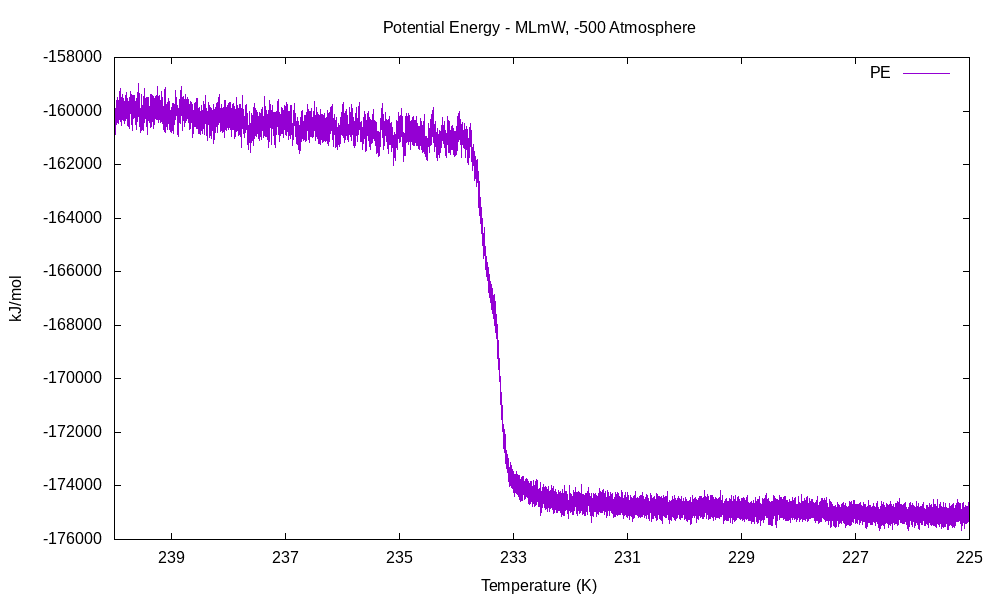 Potential Energy - MLmW, -500 Atmosphere
PE
-158000
-160000
-162000
-164000
-166000
-168000
-170000
-172000
-174000
-176000
kJ/mol
239 237 235 233 231 229 227 225
Temperature (K)